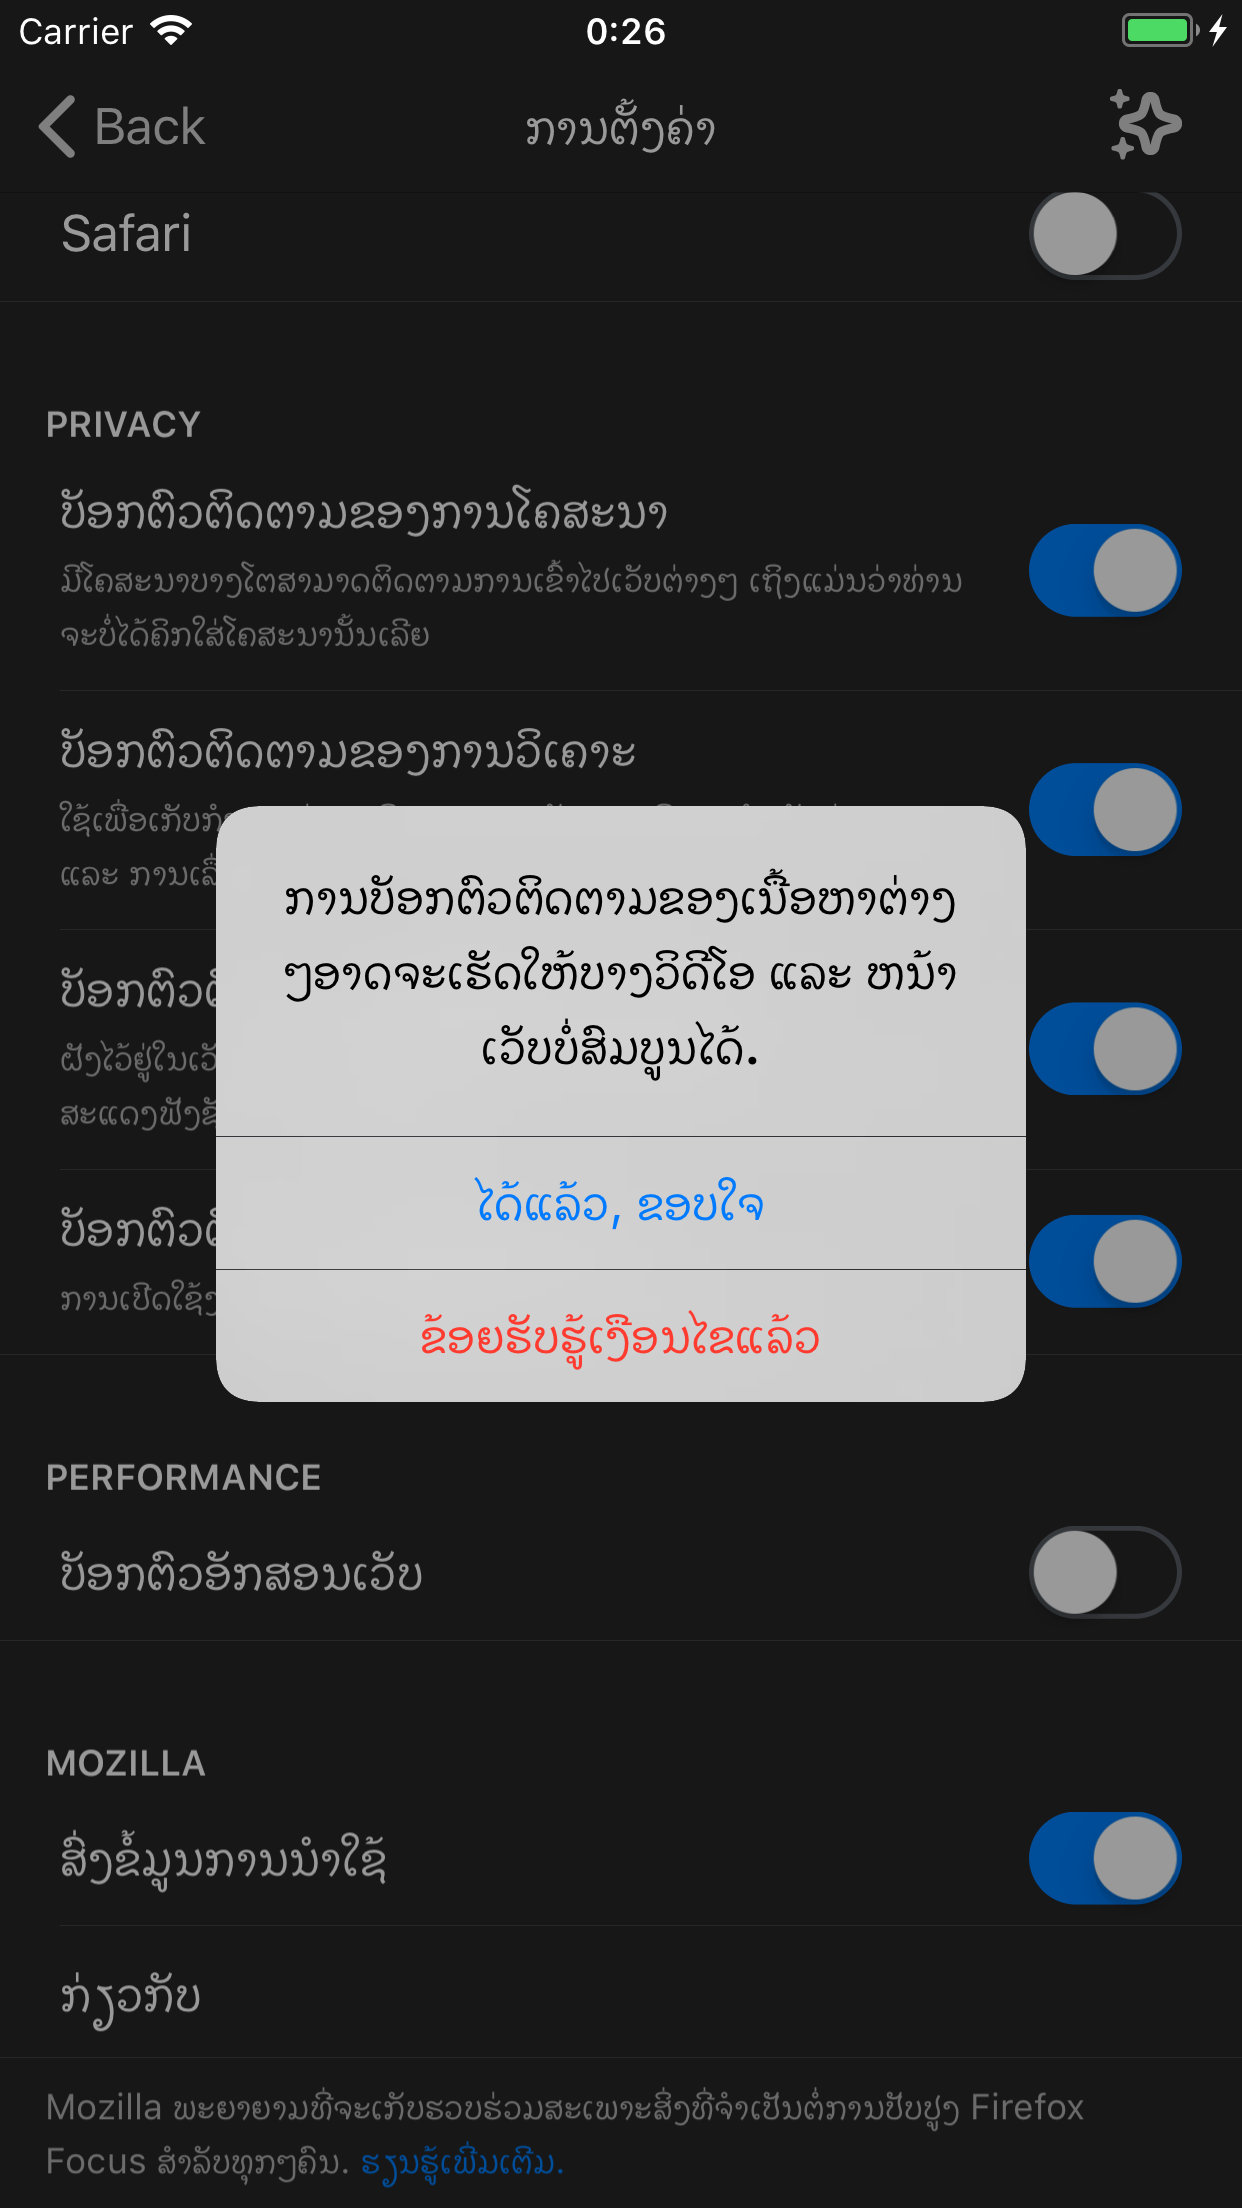 Carrier
0:26
Back
ການຕັ້ງຄ່າ
Safari
PRIVACY
ບັອກຕົວຕິດຕາມຂອງການໂຄສະນາ
ມີໂຄສະນາບາງໂຕສາມາດຕິດຕາມການເຂົ້າໄປເວັບຕ່າງໆ ເຖິງແມ່ນວ່າທ່ານ
ຈະບໍ່ໄດ້ຄິກໃສ່ໂຄສະນານັ້ນເລີຍ
ບັອກຕົວຕິດຕາມຂອງການວິເຄາະ
ໃຊ້ເພື່ອເກັບກຳ
ແລະ ການເລື່
ບັອກຕົວຕິ
ຝັງໄວ້ຢູ່ໃນເວັ
ສະແດງຟັງຊັ
ບັອກຕົວຕິ
ການເປີດໃຊ້ງ
ການບັອກຕົວຕິດຕາມຂອງເນື້ອຫາຕ່າງ
ໆອາດຈະເຮັດໃຫ້ບາງວິດີໂອ ແລະ ຫນ້າ
ເວັບບໍ່ສົມບູນໄດ້.
ໄດ້ແລ້ວ, ຂອບໃຈ
ຂ້ອຍຮັບຮູ້ເງື່ອນໄຂແລ້ວ
PERFORMANCE
ບັອກຕົວອັກສອນເວັບ
MOZILLA
ສົ່ງຂໍ້ມູນການນຳໃຊ້
ກ່ຽວກັບ
Mozilla ພະຍາຍາມທີ່ຈະເກັບຮວບຮ່ວມສະເພາະສິ່ງທີ່ຈຳເປັນຕໍ່ການປັບປູງ Firefox
Focus ສຳລັບທຸກໆຄົນ. ຮຽນຮູ້ເພີ່ມເຕີມ.